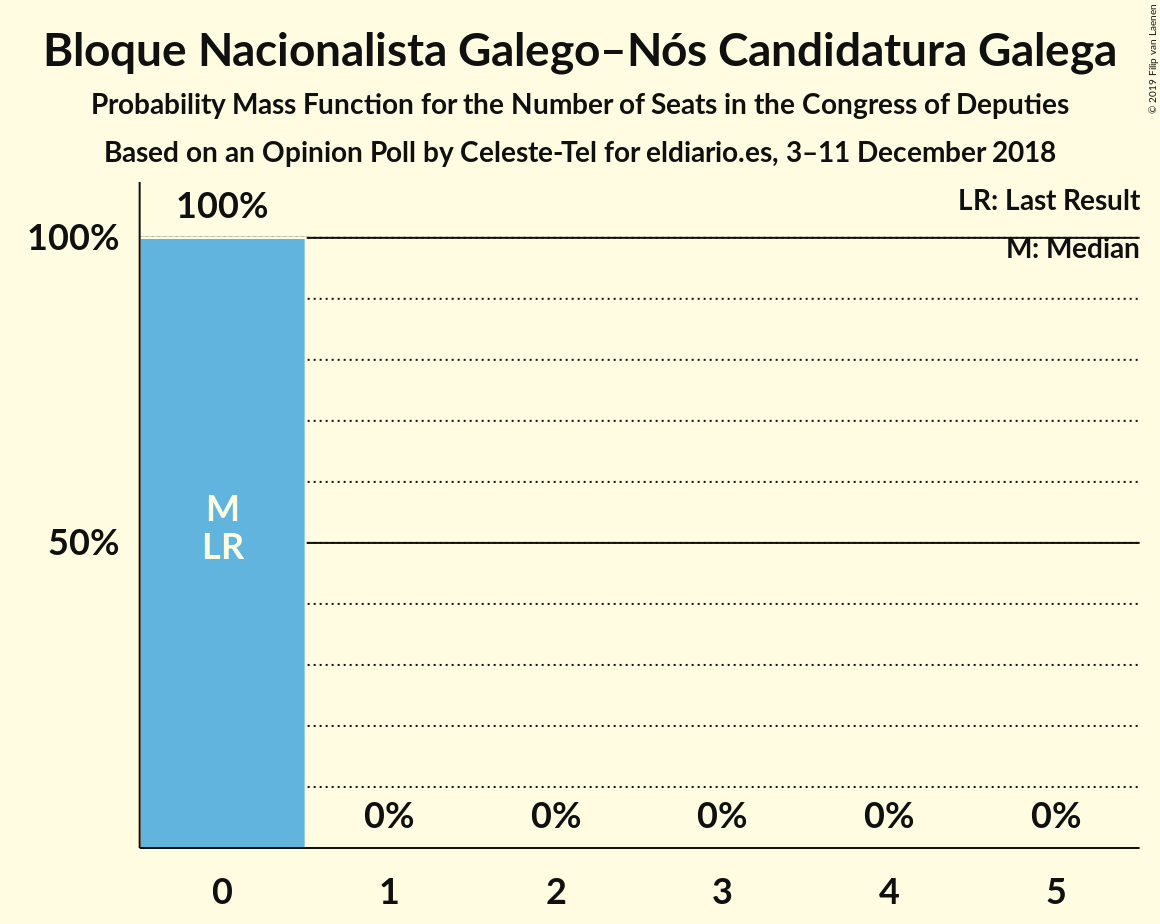 Bloque Nacionalista Galego–Nós Candidatura Galega
Probability Mass Function for the Number of Seats in the Congress of Deputies
Based on an Opinion Poll by Celeste-Tel for eldiario.es, 3–11 December 2018
© 2019 Filip van Laenen
LR: Last Result
M: Median
100%
100%
50%
M
LR
0% 0% 0% 0% 0%
0 1 2 3 4 5